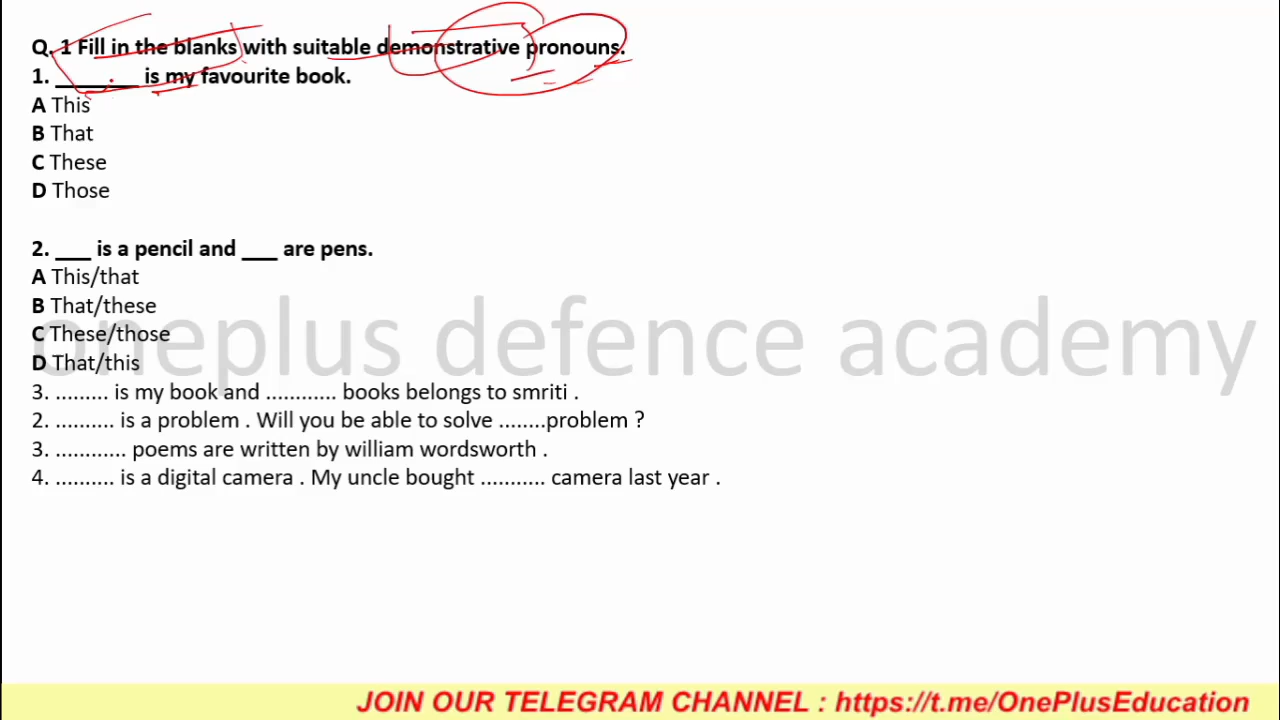 Q. 1 Fill in the blanks with suitable demonstrative pronouns.
1. _______ is my favourite book.
A This
B That
C These
D Those
2. ___ is a pencil and ___ are pens.
A This/that
B That/these
C These/those
D That/this
oneplus defence academy
3. ......... is my book and ............ books belongs to smriti .
2. .......... is a problem . Will you be able to solve ........problem ?
3. ............ poems are written by william wordsworth .
4. .......... is a digital camera . My uncle bought ........... camera last year .
JOIN OUR TELEGRAM CHANNEL : https://t.me/OnePlusEducation